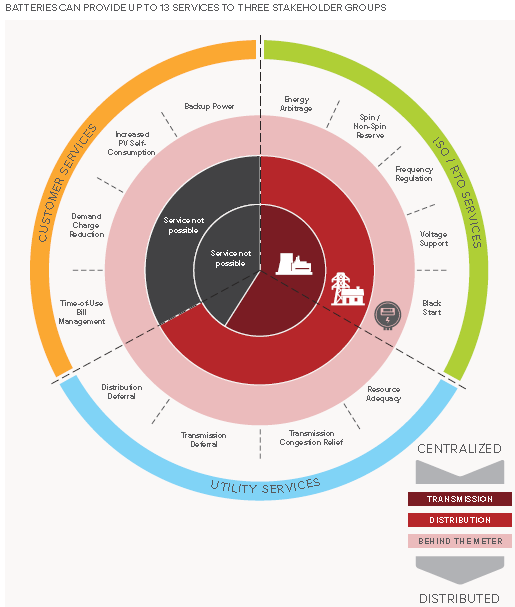 BATTERIES CAN PROVIDE UP TO 13 SERVICES TO THREE STAKEHOLDER GROUPS
CUSTOMER SERVICES
ISO / RTO SERVICES
UTILITY SERVICES
Backup Power
Energy
Arbitrage
Spin /
Non-Spin
Reserve
Frequency
Regulation
Voltage
Support
Black
Start
Resource
Adequacy
Transmission
Congestion Relief
Transmission
Deferral
Distribution
Deferral
Time-of-Use
Bill
Management
Demand
Charge
Reduction
Increased
PV Self-
Consumption
Service not
possible
Service not
possible
CENTRALIZED
TRANSMISSION
DISTRIBUTION
BEHIND THE METER
DISTRIBUTED